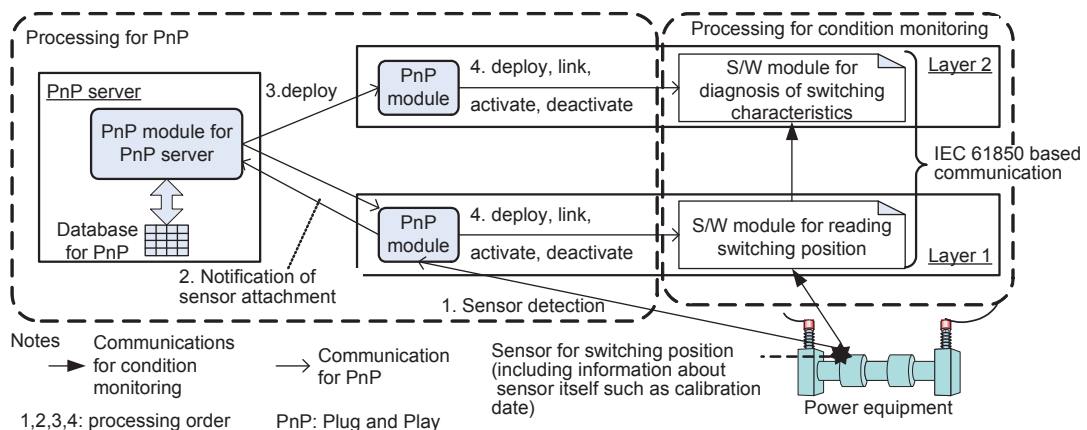 Processing for PnP
Processing for condition monitoring
PnP server
3.deploy
PnP
module
4. deploy, link,
activate, deactivate
S/W module for
diagnosis of switching
characteristics
Layer 2
PnP module for
PnP server
IEC 61850 based
communication
Database
for PnP
PnP
module
4. deploy, link,
activate, deactivate
S/W module for reading
switching position
Layer 1
2. Notification of
sensor attachment
1. Sensor detection
Notes
Communications
for condition
monitoring
Communication
for PnP
Sensor for switching position
(including information about
sensor itself such as calibration
date)
Power equipment
1,2,3,4: processing order
PnP: Plug and Play